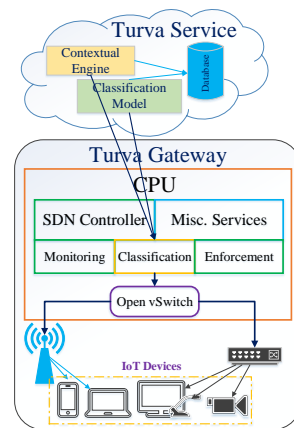 Turva Service
Contextual
Engine
Classification
Model
Database
Turva Gateway
CPU
SDN Controller
Misc. Services
Monitoring
Classification
Enforcement
Open vSwitch
IoT Devices